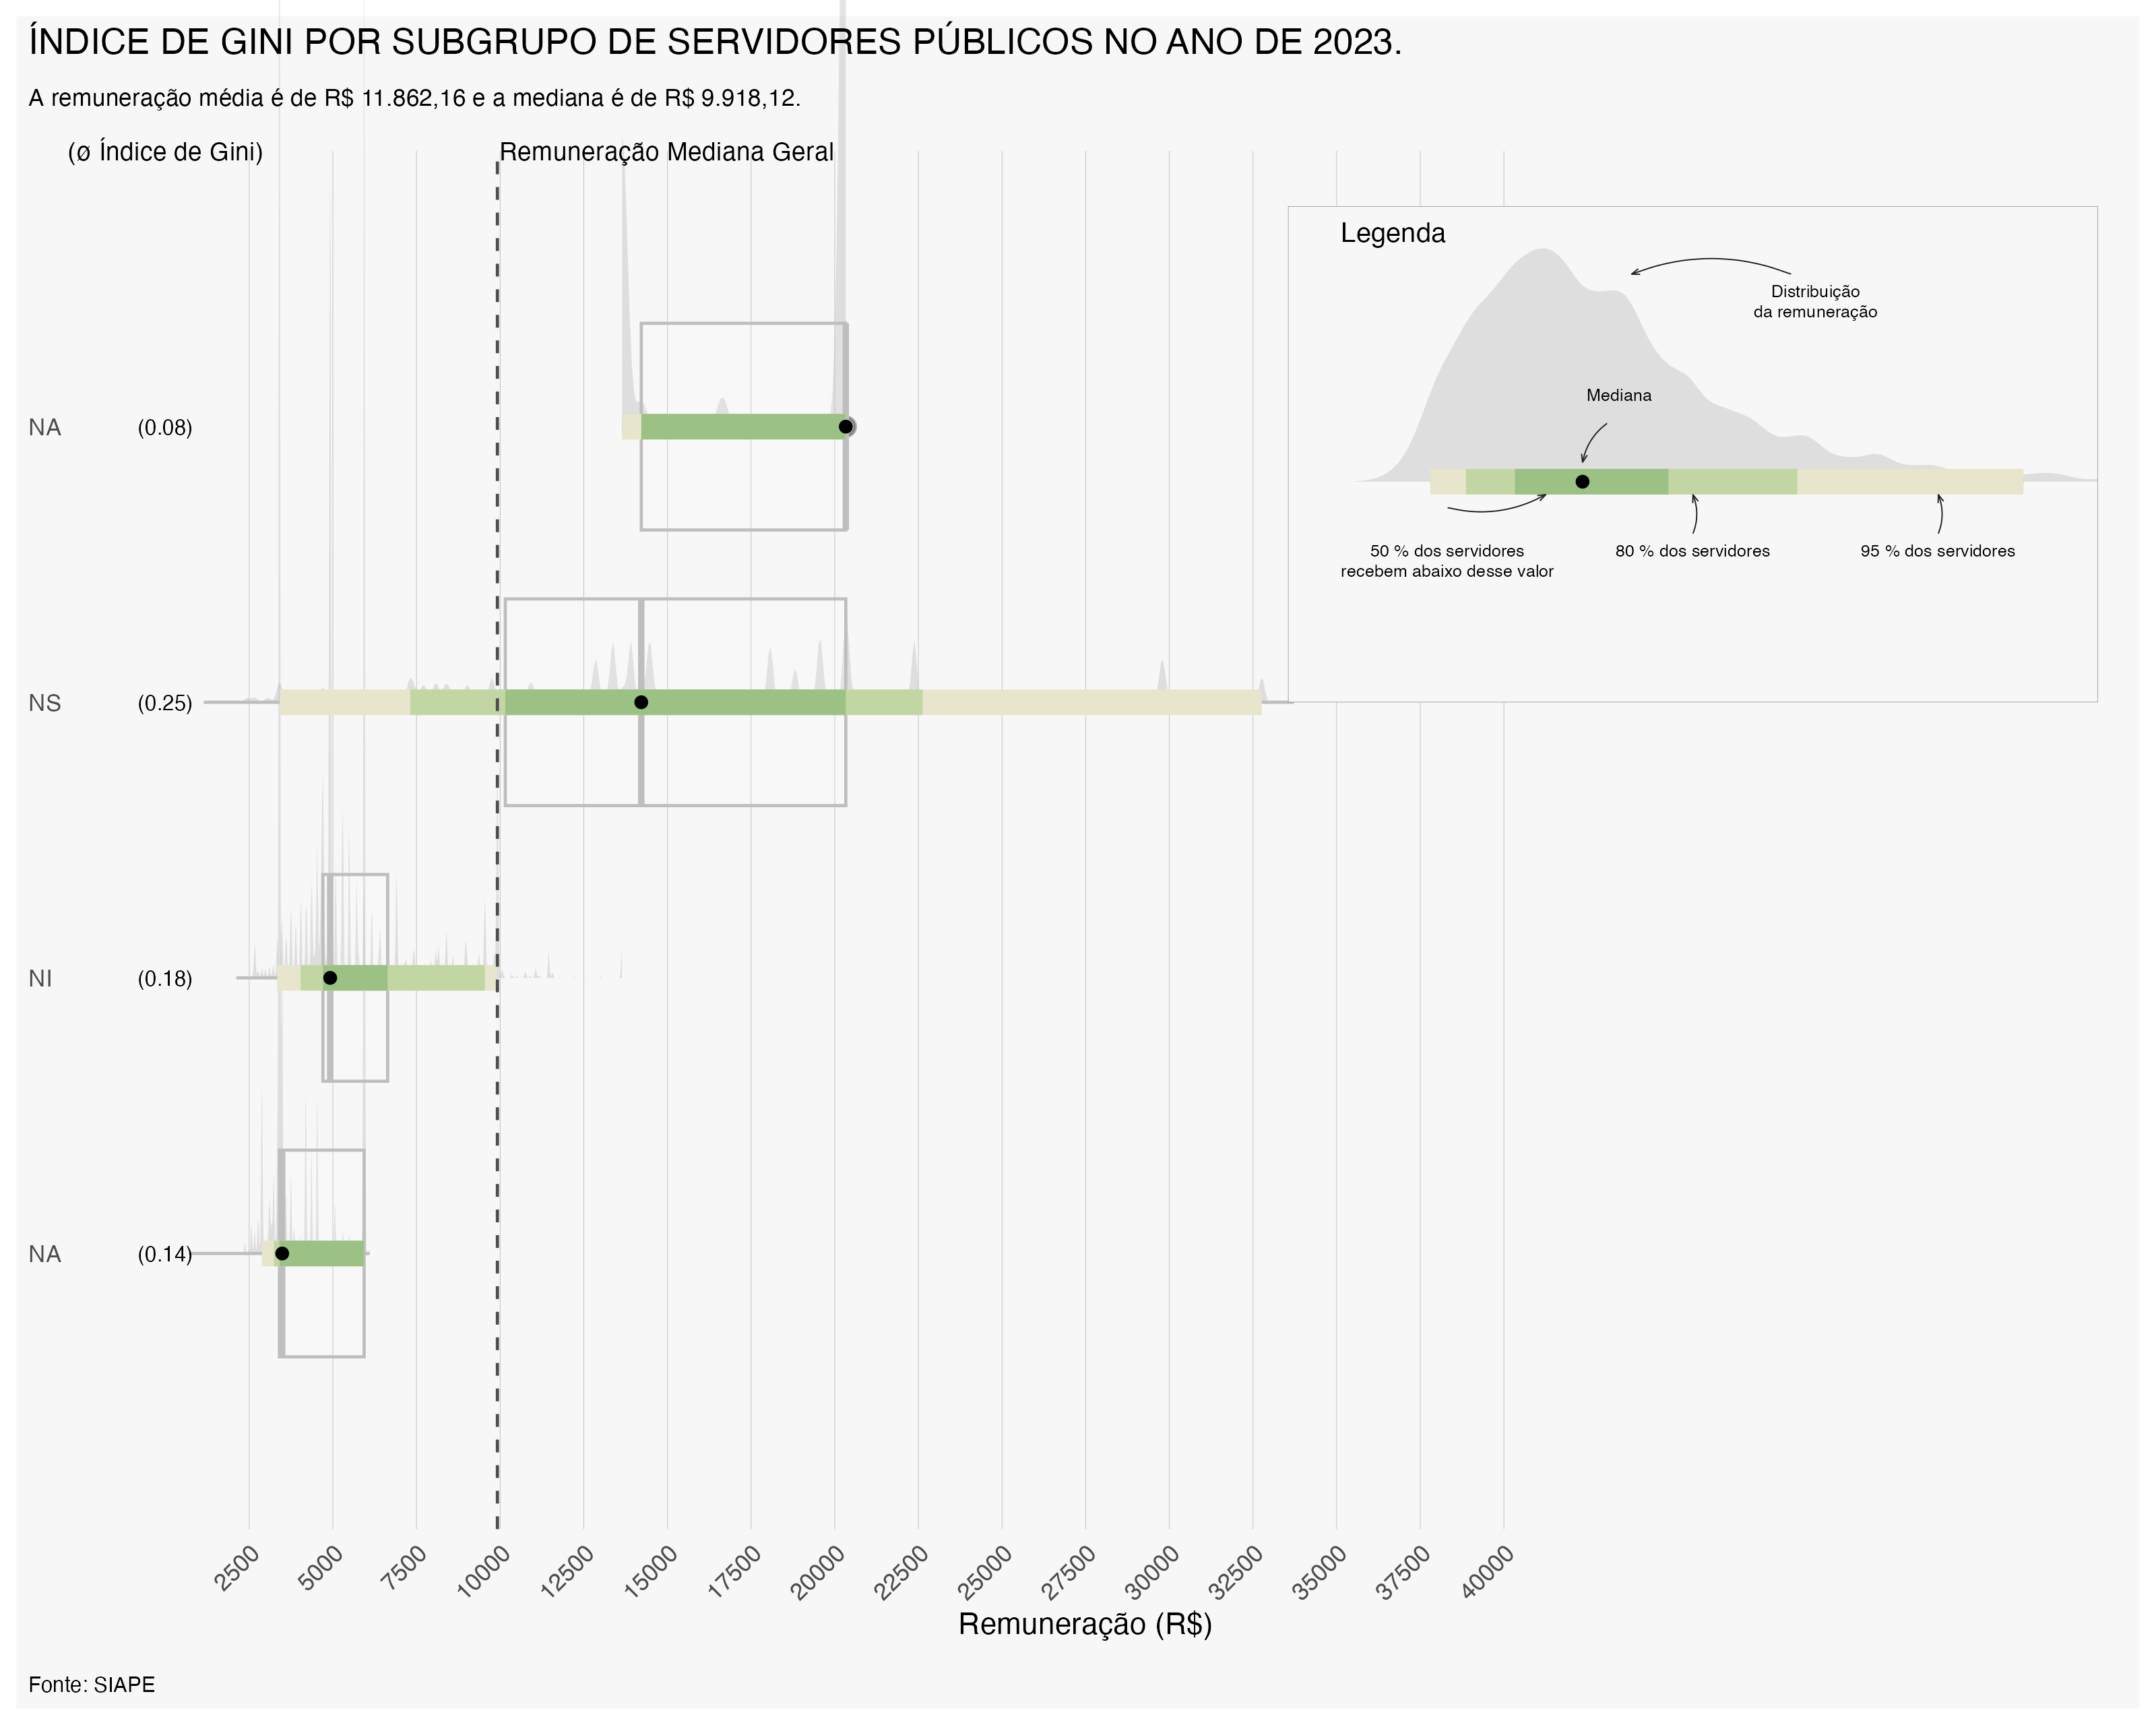 ÍNDICE DE GINI POR SUBGRUPO DE SERVIDORES PÚBLICOS NO ANO DE 2023.
A remuneração média é de R$ 11.862,16 e a mediana é de R$ 9.918,12.
(ø Índice de Gini)
Remuneração Mediana Geral
Legenda
Distribuição
da remuneração
Mediana
50 % dos servidores
recebem abaixo desse valor
80 % dos servidores
95 % dos servidores
NA (0.08)
NS (0.25)
NI (0.18)
NA (0.14)
2500 5000 7500 10000 12500 15000 17500 20000 22500 25000 27500 30000 32500 35000 37500 40000
Remuneração (R$)
Fonte: SIAPE